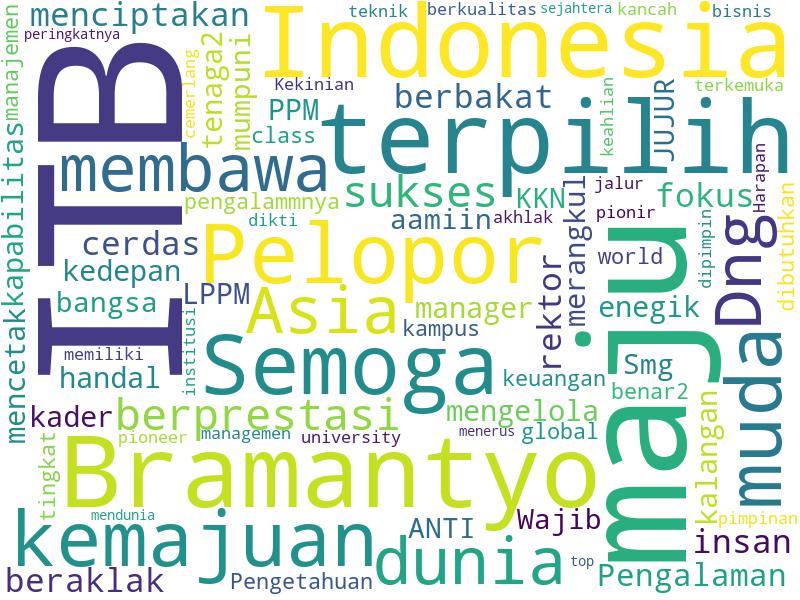 menciptakan
peringkatnya
manajemen
Indonesia
teknik
berkualitas
sejahtera
kancah
bisnis
cemerlang
tenaga2
mumpuni
Kekinian
PPM
class
berbakat
terpilih
keahlian
JUJUR
terkemuka
ITB
membawa
pengalammnya
dikti
sukses
KKN
jalur
fokus
Harapan
aamiin
akhlak
pionir
dibutuhkan
cerdas
Pelopor
merangkul
world
dipimpin
Dng
kedepan
LPPM
bangsa
Asia
manager
rektor
enegik
kampus
maju
institusi
memiliki
handal
Semoga
keuangan
Smg
benar2
muda
mencetakkapabilitas
kader
berprestasi
mengelola
kalangan
tingkat
pioneer
managemen
university
menerus
global
Bramantyo
mendunia
kemajuan
ANTI
Wajib
pimpinan
insan
dunia
top
beraklak
Pengetahuan
Pengalaman